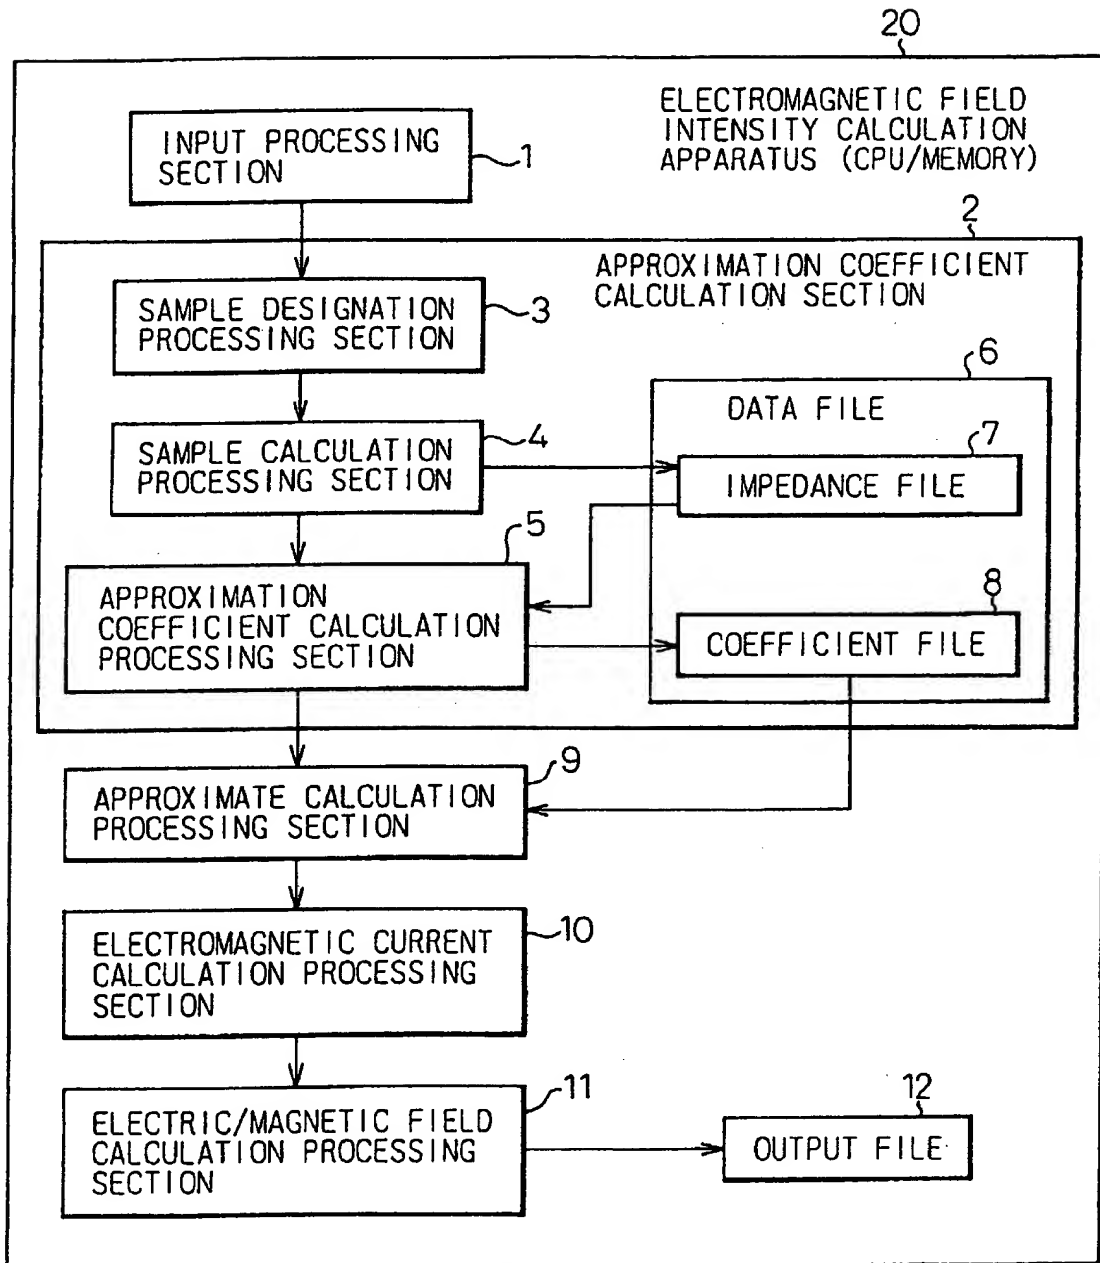 20
ELECTROMAGNETIC FIELD
INTENSITY CALCULATION
APPARATUS (CPU/MEMORY)
INPUT PROCESSING
SECTION
1
2
APPROXIMATION COEFFICIENT
CALCULATION SECTION
SAMPLE DESIGNATION
PROCESSING SECTION
3
6
DATA FILE
SAMPLE CALCULATION
PROCESSING SECTION
4
7
IMPEDANCE FILE
5
APPROXIMATION
COEFFICIENT CALCULATION
PROCESSING SECTION
8
COEFFICIENT FILE
9
APPROXIMATE CALCULATION
PROCESSING SECTION
10
ELECTROMAGNETIC CURRENT
CALCULATION PROCESSING
SECTION
11
ELECTRIC/MAGNETIC FIELD
CALCULATION PROCESSING
SECTION
12
OUTPUT FILE